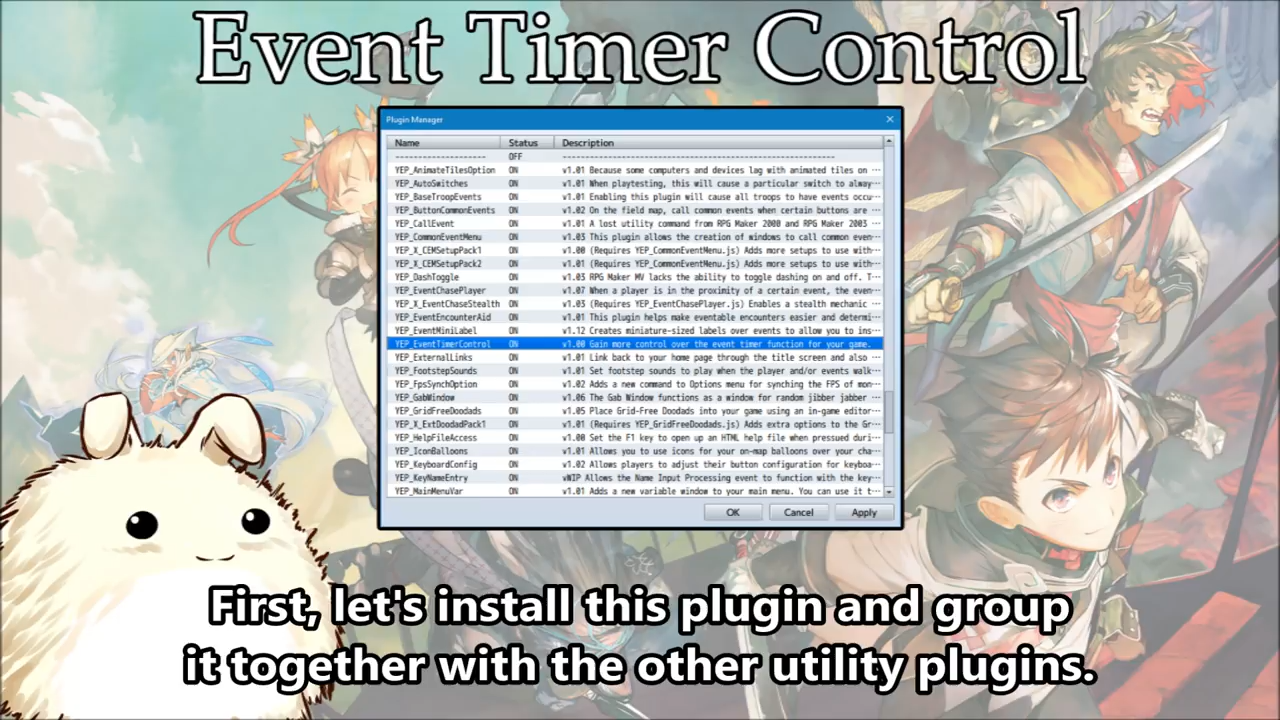 Event Timer Control
Plugin Manager
Name Status Description
-------------------- OFF ------------------------------------------------------------
YEP_AnimateTilesOption ON v1.01 Because some computers and devices lag with animated tiles on ···
YEP_AutoSwitches ON v1.01 When playtesting, this will cause a particular switch to alway···
YEP_BaseTroopEvents ON v1.01 Enabling this plugin will cause all troops to have events occu···
YEP_ButtonCommonEvents ON v1.02 On the field map, call common events when certain buttons are ···
YEP_CallEvent ON v1.01 A lost utility command from RPG Maker 2000 and RPG Maker 2003 ···
YEP_CommonEventMenu ON v1.03 This plugin allows the creation of windows to call common even···
YEP_X_CEMSetupPack1 ON v1.00 (Requires YEP_CommonEventMenu.js) Adds more setups to use with···
YEP_X_CEMSetupPack2 ON v1.01 (Requires YEP_CommonEventMenu.js) Adds more setups to use with···
YEP_DashToggle ON v1.03 RPG Maker MV lacks the ability to toggle dashing on and off. T···
YEP_EventChasePlayer ON v1.07 When a player is in the proximity of a certain event, the even···
YEP_X_EventChaseStealth ON v1.03 (Requires YEP_EventChasePlayer.js) Enables a stealth mechanic ···
YEP_EventEncounterAid ON v1.01 This plugin helps make eventable encounters easier and determi···
YEP_EventMiniLabel ON v1.12 Creates miniature-sized labels over events to allow you to ins···
YEP_EventTimerControl ON v1.00 Gain more control over the event timer function for your game.
YEP_ExternalLinks ON v1.01 Link back to your home page through the title screen and also ···
YEP_FootstepSounds ON v1.01 Set footstep sounds to play when the player and/or events walk···
YEP_FpsSynchOption ON v1.02 Adds a new command to Options menu for synching the FPS of mon···
YEP_GabWindow ON v1.06 The Gab Window functions as a window for random jibber jabber ···
YEP_GridFreeDoodads ON v1.05 Place Grid-Free Doodads into your game using an in-game editor···
YEP_X_ExtDoodadPack1 ON v1.01 (Requires YEP_GridFreeDoodads.js) Adds extra options to the Gr···
YEP_HelpFileAccess ON v1.00 Set the F1 key to open up an HTML help file when pressed duri···
YEP_IconBalloons ON v1.01 Allows you to use icons for your on-map balloons over your cha···
YEP_KeyboardConfig ON v1.02 Allows players to adjust their button configuration for keyboa···
YEP_KeyNameEntry ON vWIP Allows the Name Input Processing event to function with the key···
YEP_MainMenuVar ON v1.01 Adds a new variable window to your main menu. You can use it t···
OK Cancel Apply
First, let's install this plugin and group
it together with the other utility plugins.